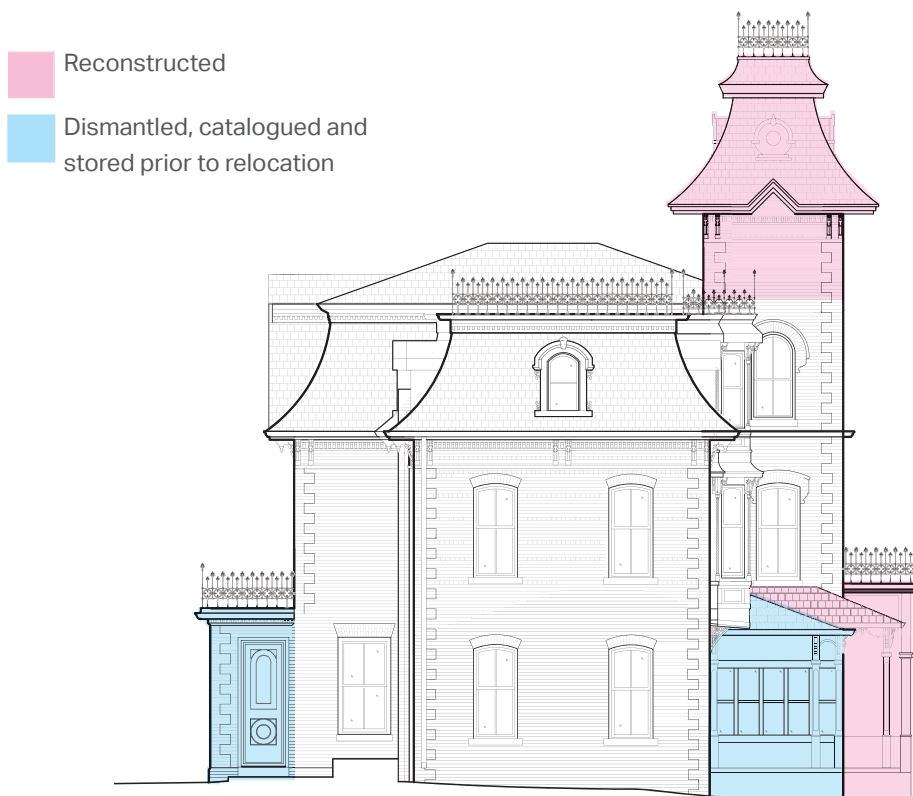 Reconstructed
Dismantled, catalogued and
stored prior to relocation